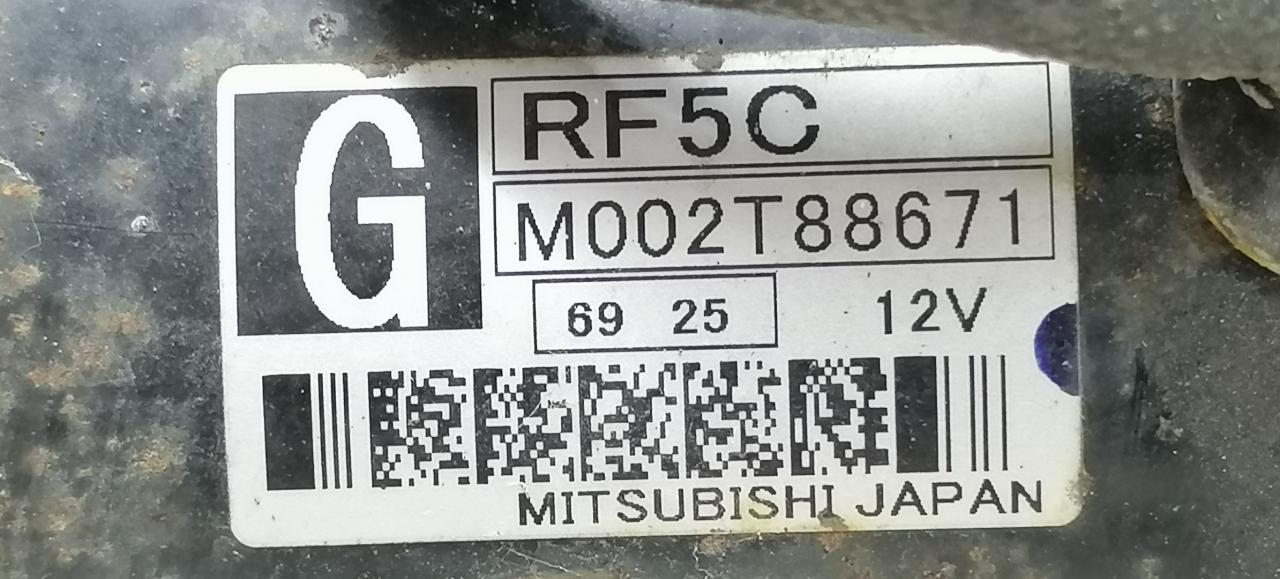 G
RF5C
M002T88671
69 25
12V
MITSUBISHI JAPAN